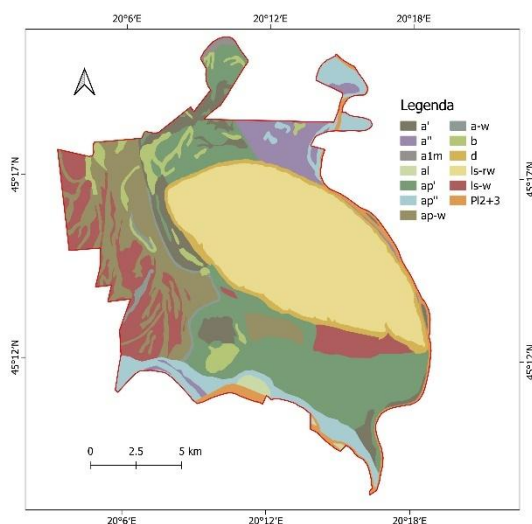 20°6'E 20°12'E 20°18'E
Legenda
a' a-w
a" b
a1m d
al ls-rw
ap' ls-w
ap" Pl2+3
ap-w
45°17'N 45°17'N
45°12'N 45°12'N
0 2.5 5 km
20°6'E 20°12'E 20°18'E